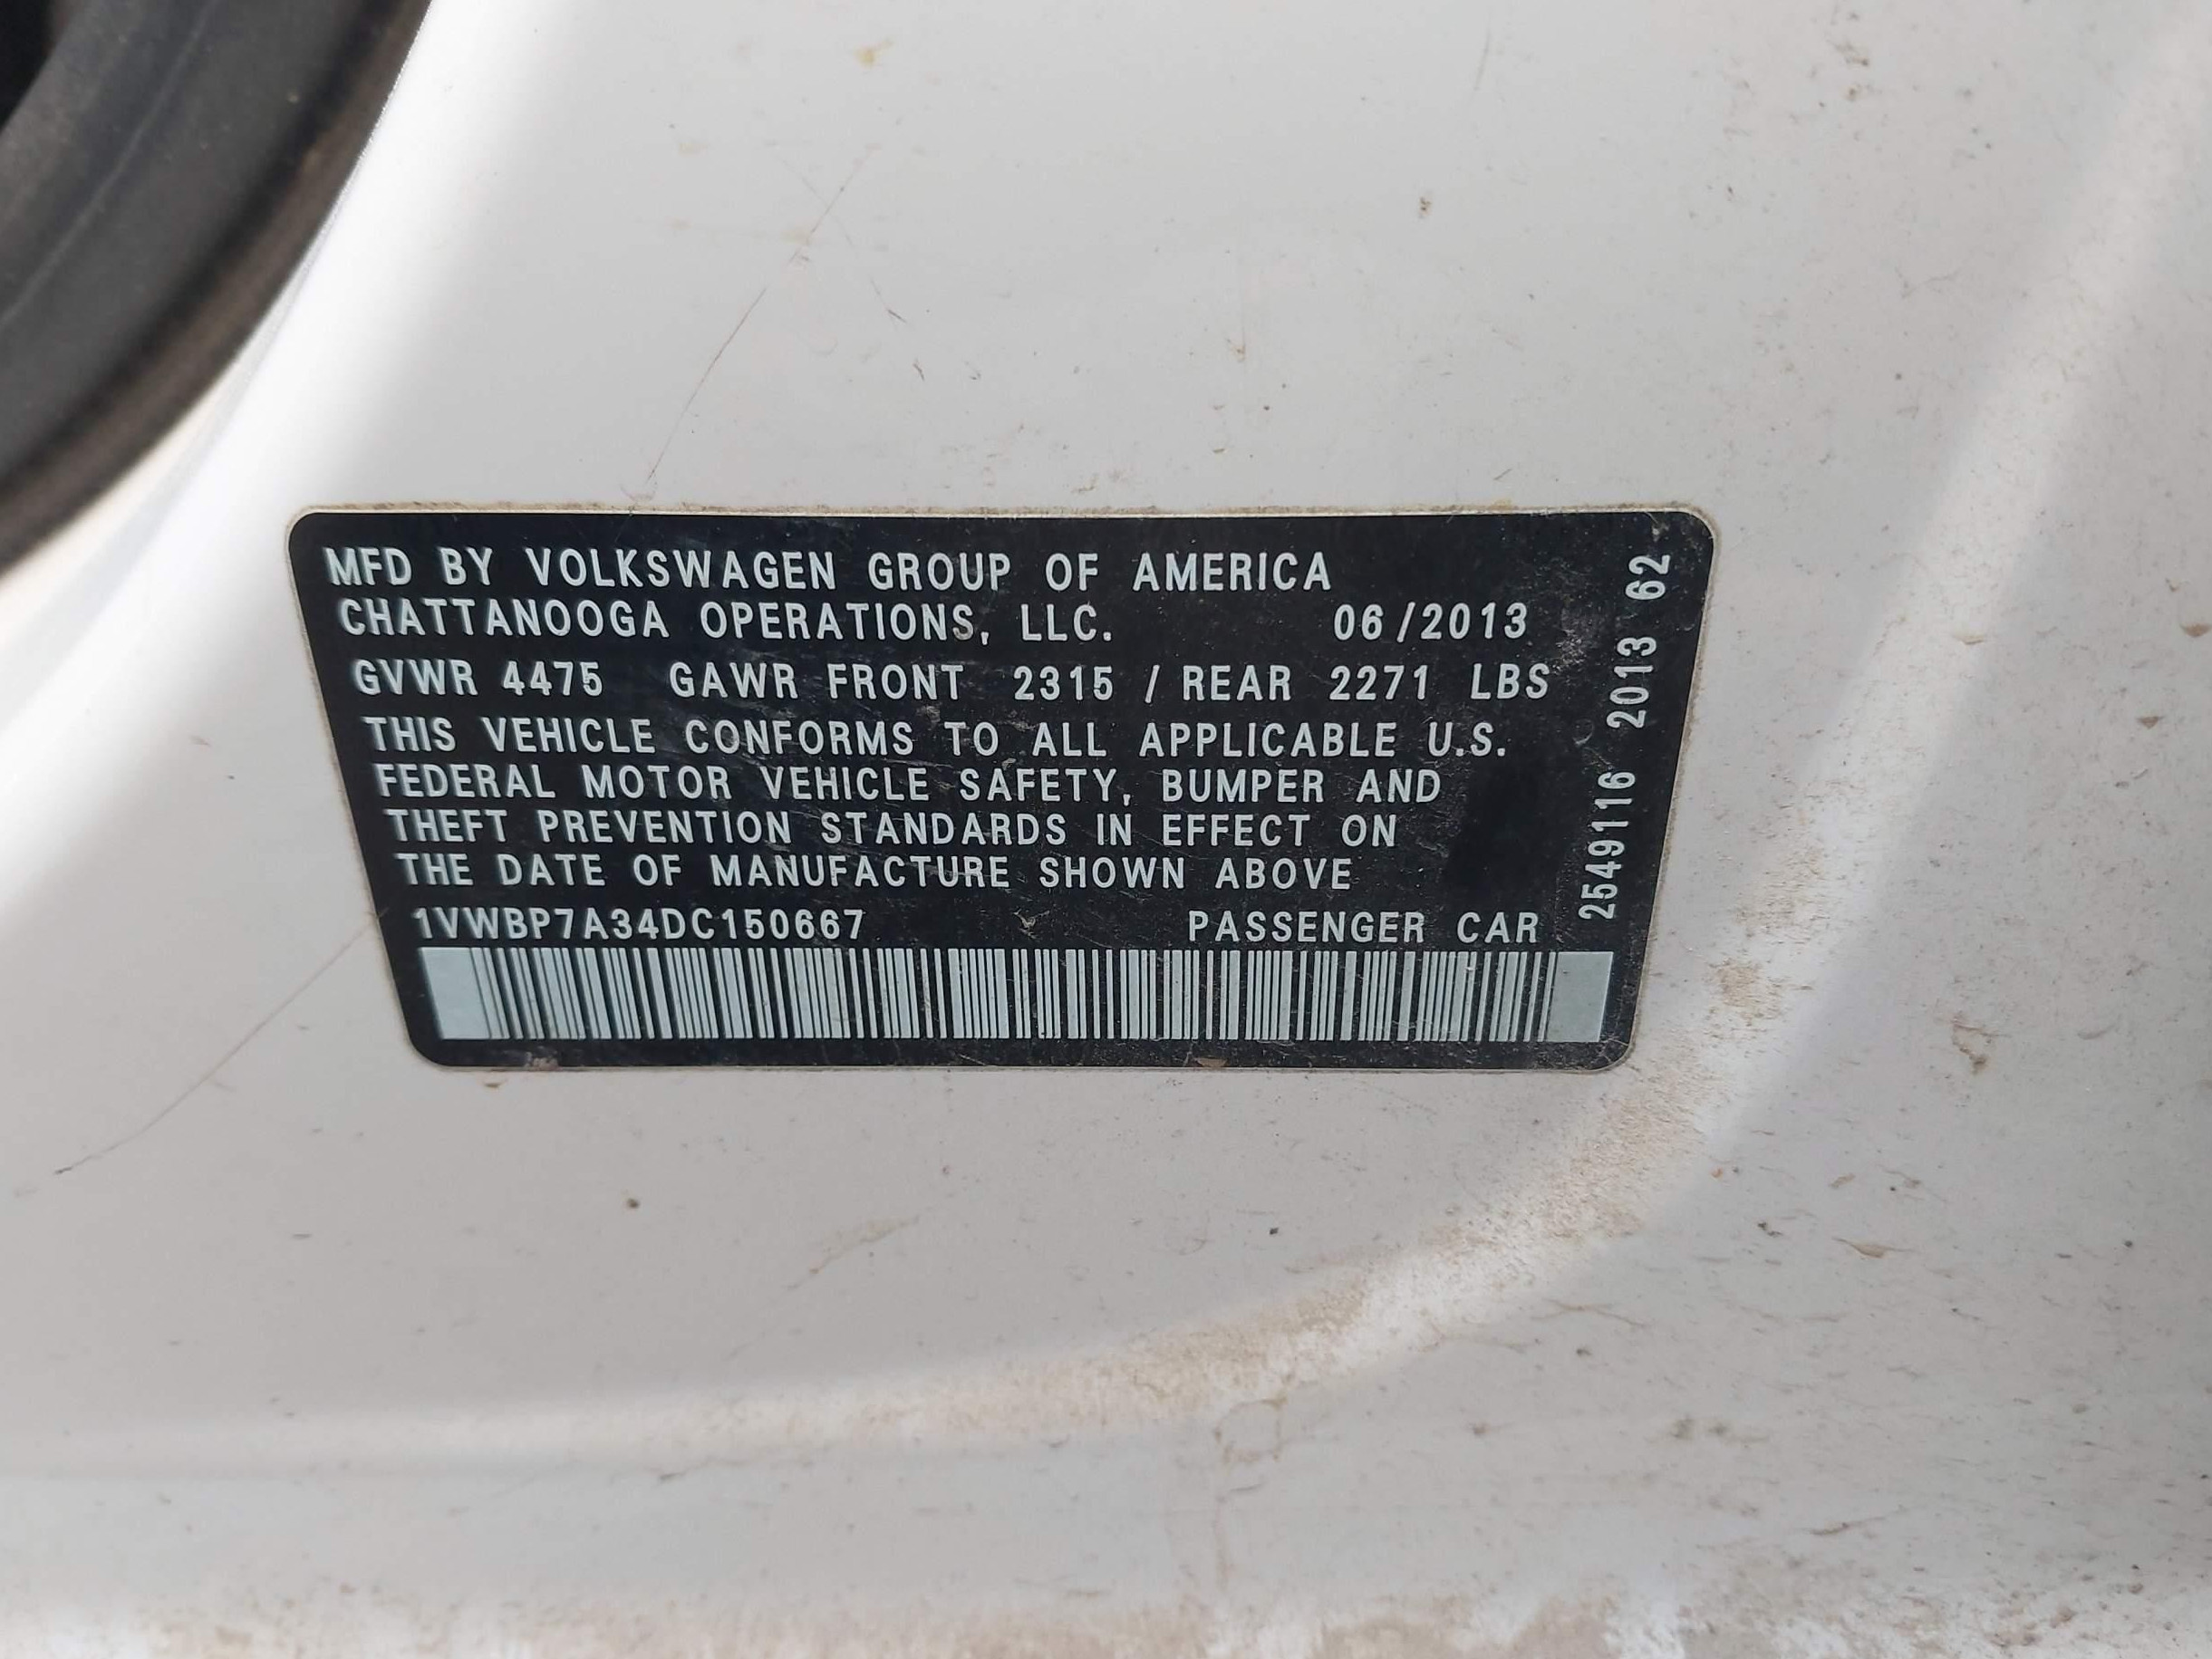 MFD BY VOLKSWAGEN GROUP OF AMERICA
CHATTANOOGA OPERATIONS, LLC. 06/2013
GVWR 4475 GAWR FRONT 2315 / REAR 2271 LBS
THIS VEHICLE CONFORMS TO ALL APPLICABLE U.S.
FEDERAL MOTOR VEHICLE SAFETY, BUMPER AND
THEFT PREVENTION STANDARDS IN EFFECT ON
THE DATE OF MANUFACTURE SHOWN ABOVE
1VWBP7A34DC150667 PASSENGER CAR
25491116 2013 62